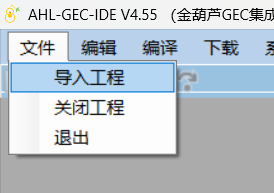 AHL-GEC-IDE V4.55 (金葫芦GEC集成
文件 编辑 编译 下载
导入工程
关闭工程
退出